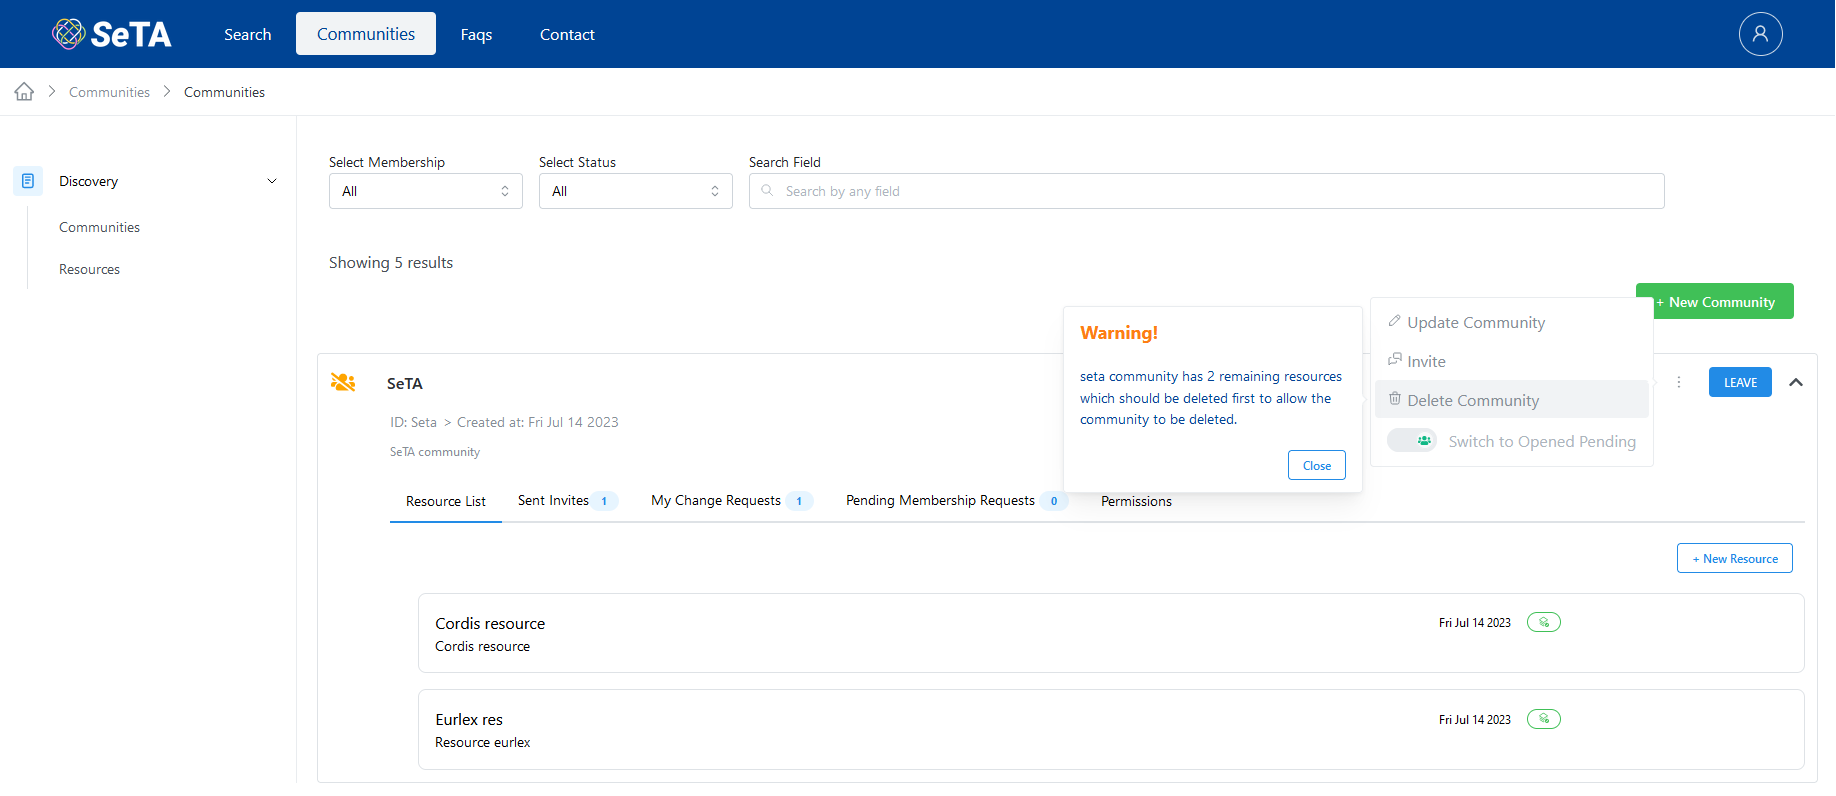 SeTA
Search
Communities
Faqs
Contact
Communities
Communities
Discovery
Communities
Resources
Select Membership
All
Select Status
All
Search Field
Search by any field
Showing 5 results
+ New Community
Warning!
seta community has 2 remaining resources
which should be deleted first to allow the
community to be deleted.
Close
Update Community
Invite
Delete Community
Switch to Opened Pending
SeTA
LEAVE
ID: Seta > Created at: Fri Jul 14 2023
SeTA community
Resource List
Sent Invites 1
My Change Requests 1
Pending Membership Requests 0
Permissions
+ New Resource
Cordis resource
Cordis resource
Fri Jul 14 2023
Eurlex res
Resource eurlex
Fri Jul 14 2023